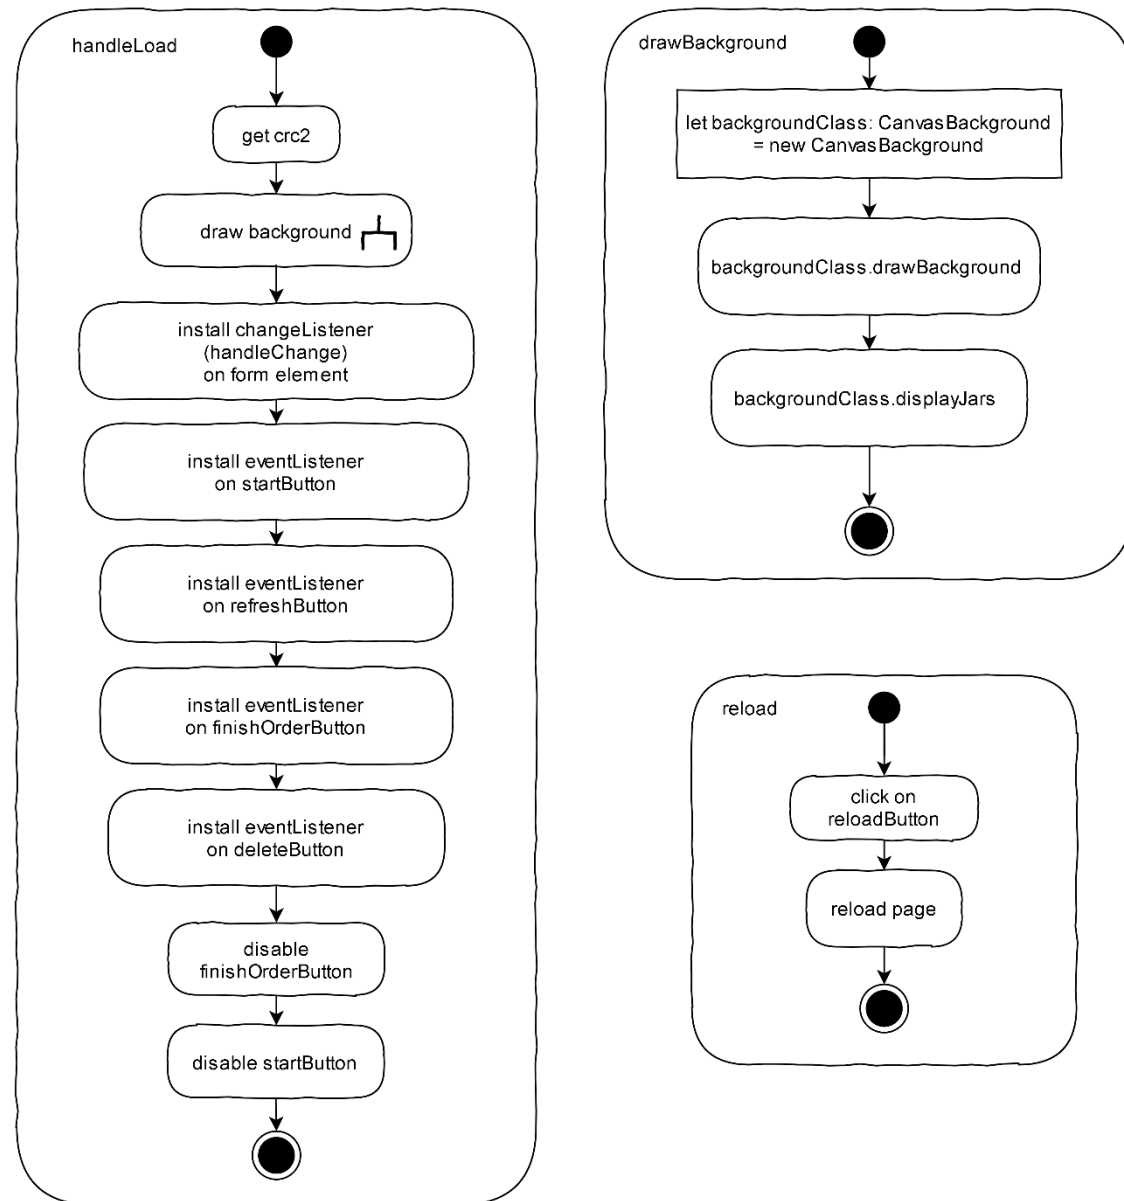 handleLoad
get crc2
draw background
install changeListener
(handleChange)
on form element
install eventListener
on startButton
install eventListener
on refreshButton
install eventListener
on finishOrderButton
install eventListener
on deleteButton
disable
finishOrderButton
disable startButton
drawBackground
let backgroundClass: CanvasBackground
= new CanvasBackground
backgroundClass.drawBackground
backgroundClass.displayJars
reload
click on
reloadButton
reload page